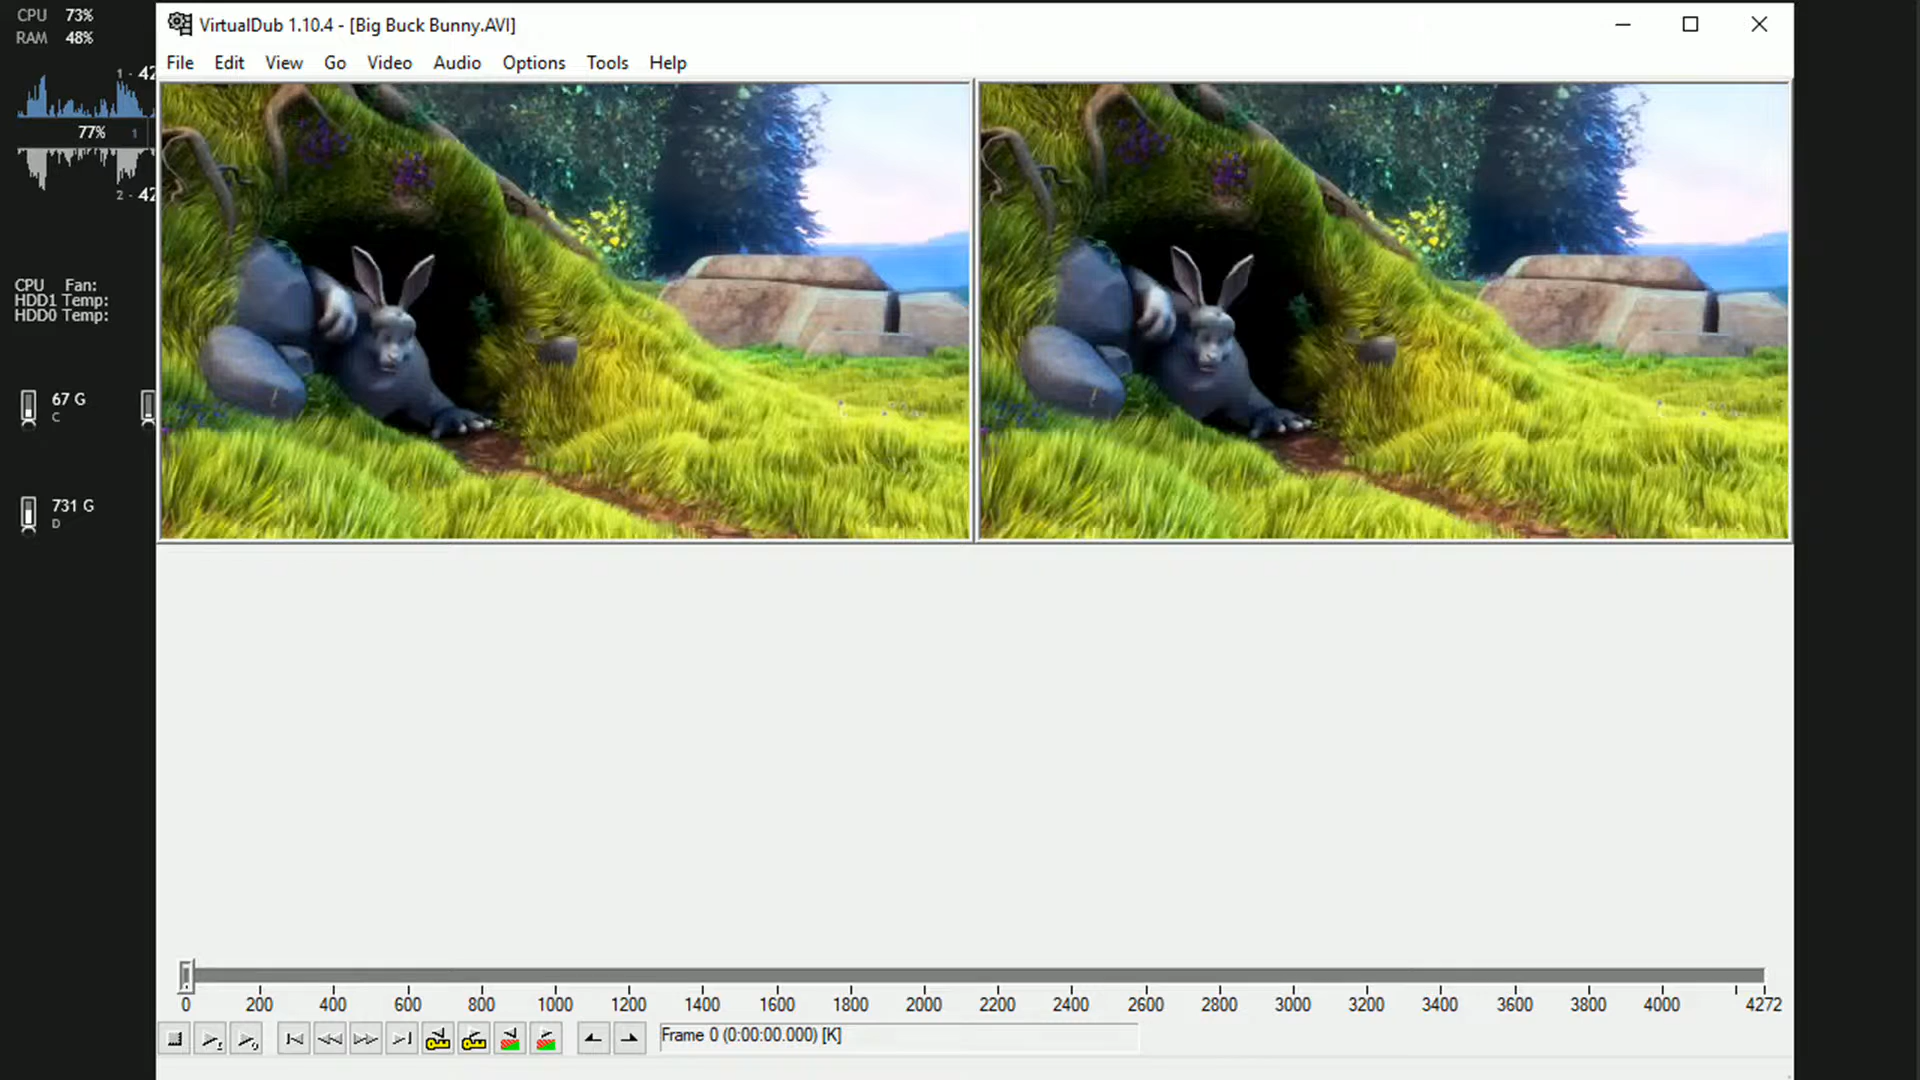 CPU 73%
RAM 48%
1 - 42
77% 1
2 - 42
CPU Fan:
HDD1 Temp:
HDD0 Temp:
67 G
C
731 G
D
VirtualDub 1.10.4 - [Big Buck Bunny.AVI]
File Edit View Go Video Audio Options Tools Help
0 200 400 600 800 1000 1200 1400 1600 1800 2000 2200 2400 2600 2800 3000 3200 3400 3600 3800 4000 4272
Frame 0 (0:00:00.000) [K]